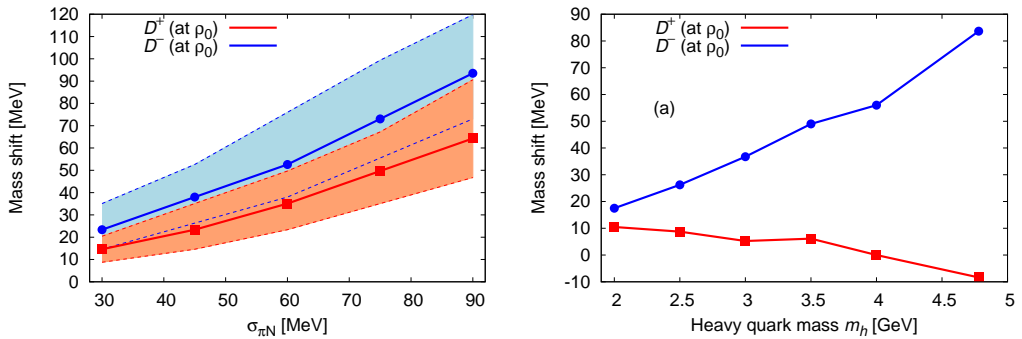 Mass shift [MeV]
120
110
100
90
80
70
60
50
40
30
20
10
0
D⁺ (at ρ₀)
D⁻ (at ρ₀)
30 40 50 60 70 80 90
σπN [MeV]
Mass shift [MeV]
90
80
70
60
50
40
30
20
10
0
-10
D⁺ (at ρ₀)
D⁻ (at ρ₀)
(a)
2 2.5 3 3.5 4 4.5 5
Heavy quark mass mₕ [GeV]